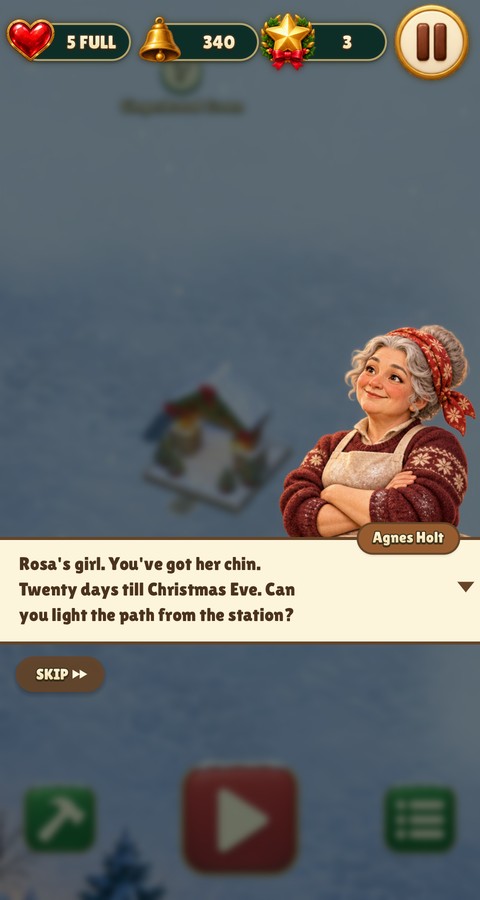 5 FULL
340
3
Agnes Holt
Rosa's girl. You've got her chin.
Twenty days till Christmas Eve. Can
you light the path from the station?
SKIP